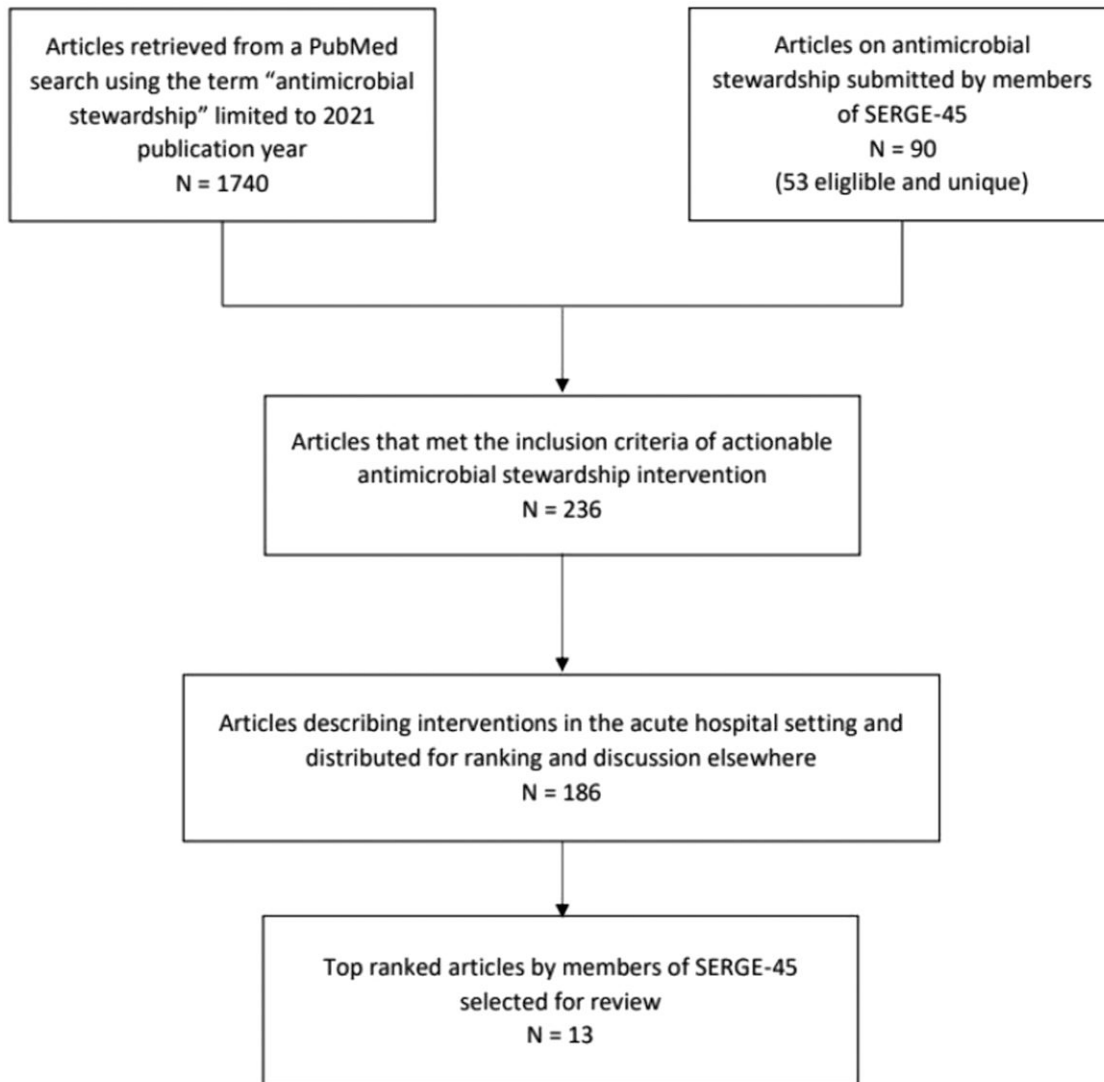 Articles retrieved from a PubMed
search using the term “antimicrobial
stewardship” limited to 2021
publication year
N = 1740
Articles on antimicrobial
stewardship submitted by members
of SERGE-45
N = 90
(53 eliglible and unique)
Articles that met the inclusion criteria of actionable
antimicrobial stewardship intervention
N = 236
Articles describing interventions in the acute hospital setting and
distributed for ranking and discussion elsewhere
N = 186
Top ranked articles by members of SERGE-45
selected for review
N = 13